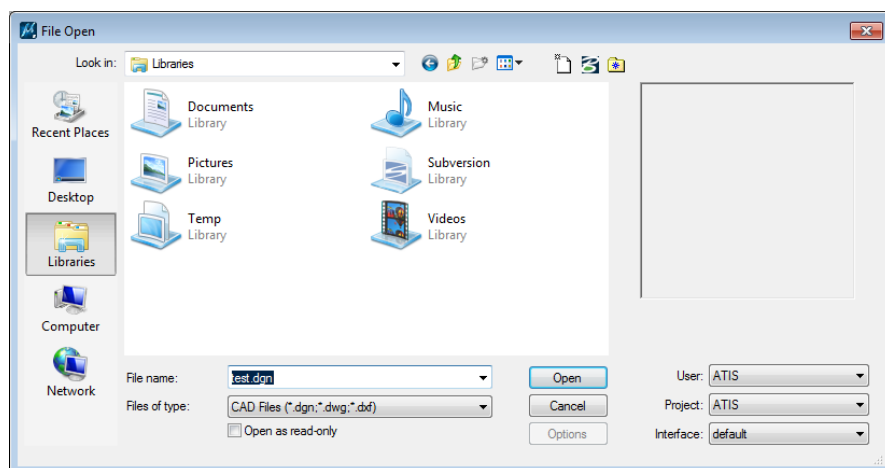 File Open
Look in: Libraries
Recent Places
Desktop
Libraries
Computer
Network
Documents
Library
Music
Library
Pictures
Library
Subversion
Library
Temp
Library
Videos
Library
File name: test.dgn Open
Files of type: CAD Files (*.dgn;*.dwg;*.dxf) Cancel
Open as read-only Options
User: ATIS
Project: ATIS
Interface: default